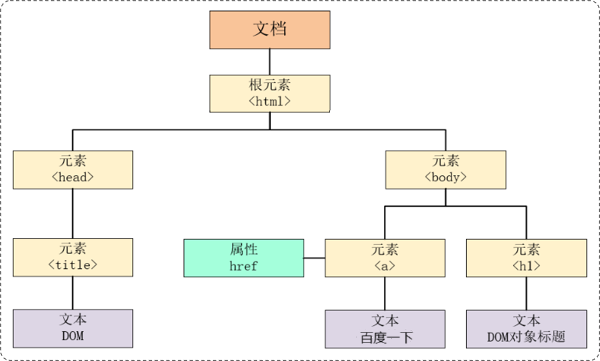 文档
根元素
<html>
元素
<head>
元素
<body>
元素
<title>
属性
href
元素
<a>
元素
<h1>
文本
DOM
文本
百度一下
文本
DOM对象标题